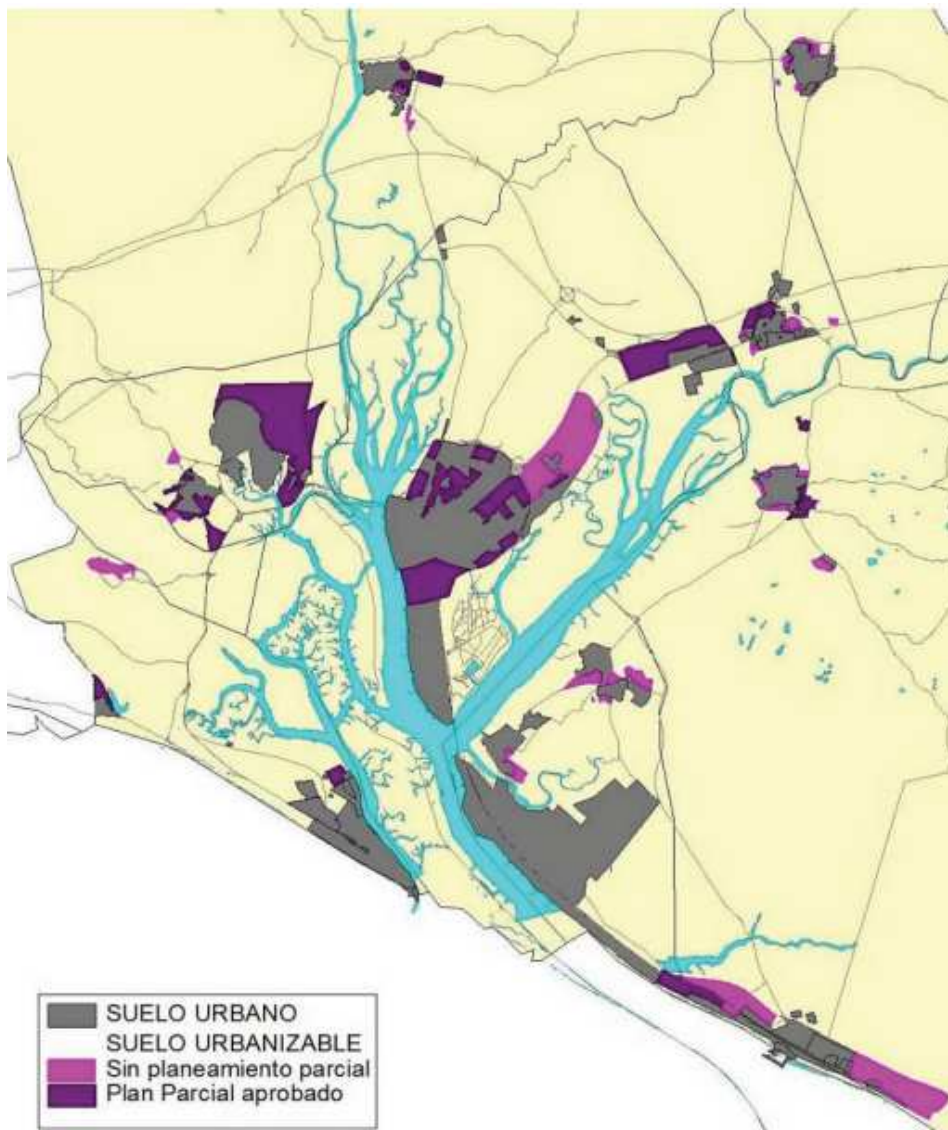 SUELO URBANO
SUELO URBANIZABLE
Sin planeamiento parcial
Plan Parcial aprobado